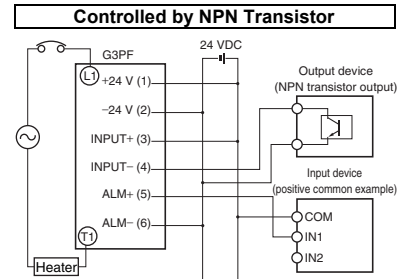 Controlled by NPN Transistor
24 VDC
G3PF
L1
+24 V (1)
−24 V (2)
INPUT+ (3)
INPUT− (4)
ALM+ (5)
ALM− (6)
T1
Heater
Output device
(NPN transistor output)
Input device
(positive common example)
COM
IN1
IN2